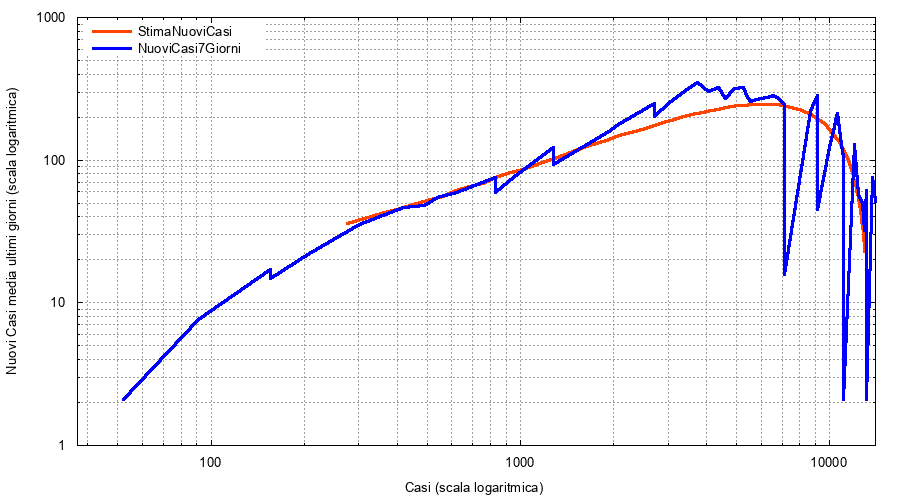 1000
StimaNuoviCasi
NuoviCasi7Giorni
100
10
1
Nuovi Casi media ultimi giorni (scala logaritmica)
100
1000
10000
Casi (scala logaritmica)